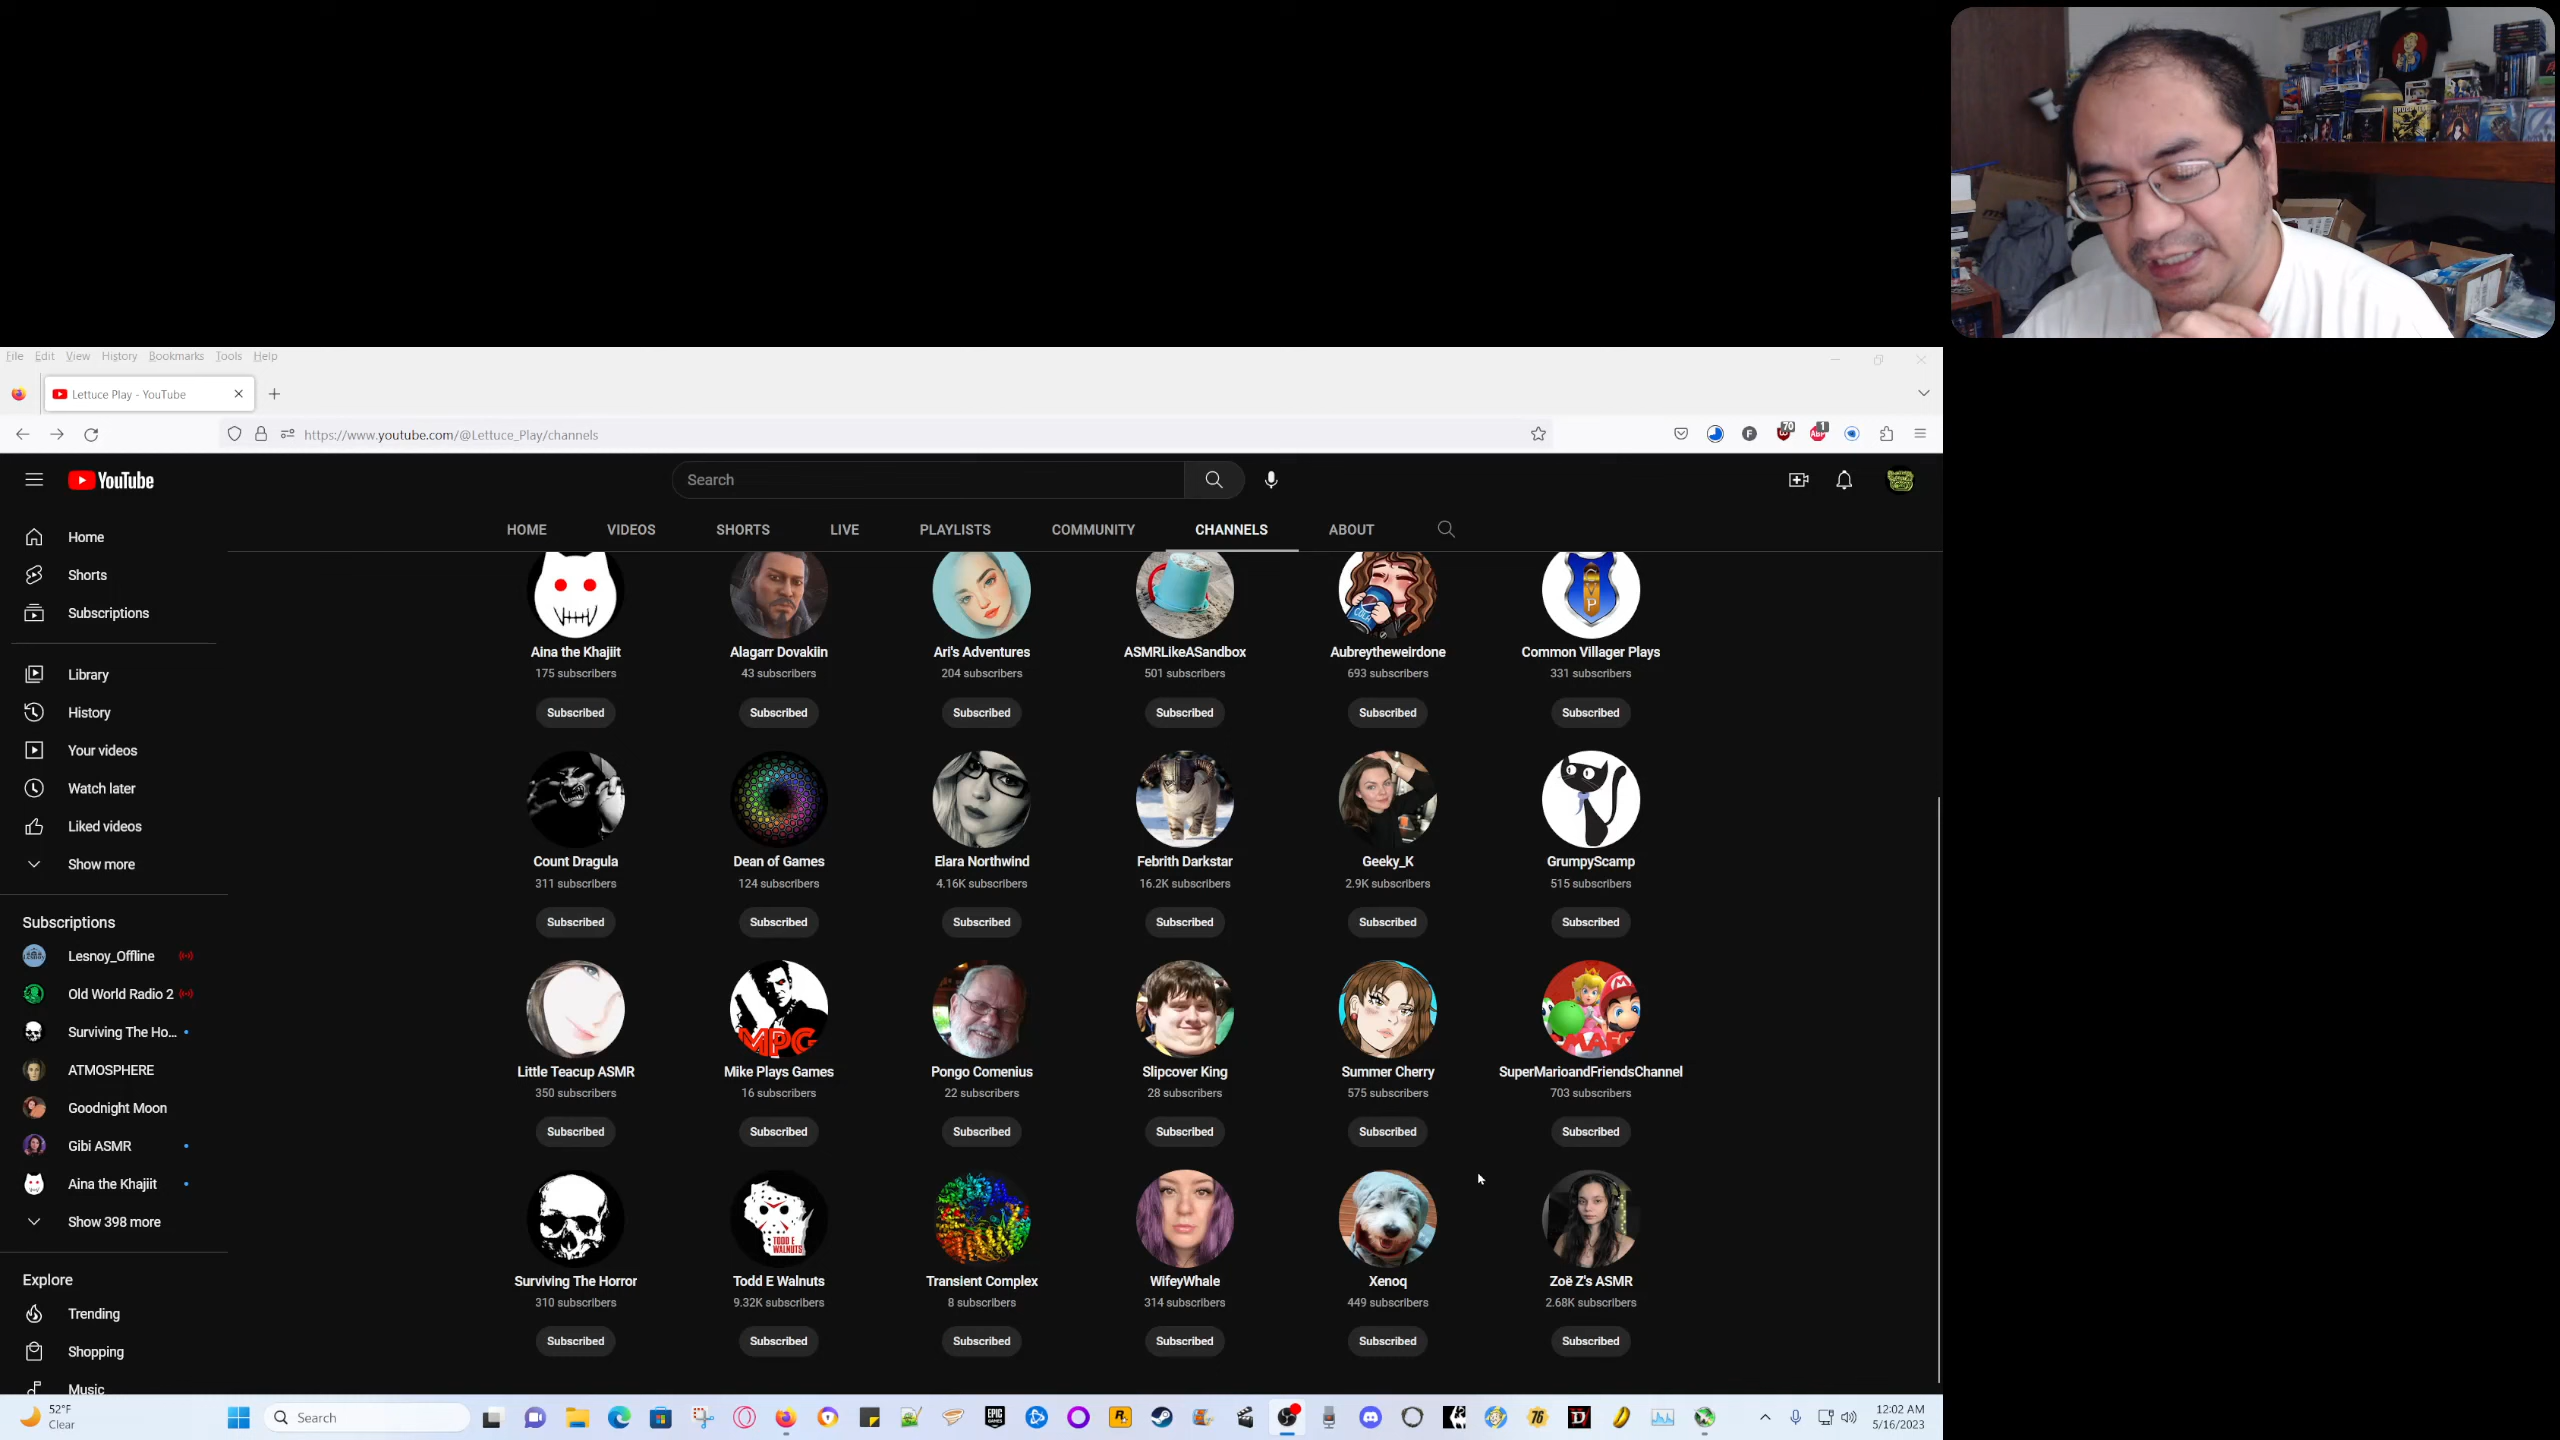 File Edit View History Bookmarks Tools Help
Lettuce Play - YouTube
https://www.youtube.com/@Lettuce_Play/channels
70
1
YouTube
Search
HOME VIDEOS SHORTS LIVE PLAYLISTS COMMUNITY CHANNELS ABOUT
Home
Shorts
Subscriptions
Library
History
Your videos
Watch later
Liked videos
Show more
Subscriptions
Lesnoy_Offline
Old World Radio 2
Surviving The Ho...
ATMOSPHERE
Goodnight Moon
Gibi ASMR
Aina the Khajiit
Show 398 more
Explore
Trending
Shopping
Music
Aina the Khajiit Alagarr Dovakiin Ari's Adventures ASMRLikeASandbox Aubreytheweirdone Common Villager Plays
175 subscribers 43 subscribers 204 subscribers 501 subscribers 693 subscribers 331 subscribers
Subscribed Subscribed Subscribed Subscribed Subscribed Subscribed
Count Dragula Dean of Games Elara Northwind Febrith Darkstar Geeky_K GrumpyScamp
311 subscribers 124 subscribers 4.16K subscribers 16.2K subscribers 2.9K subscribers 515 subscribers
Subscribed Subscribed Subscribed Subscribed Subscribed Subscribed
MPG
Little Teacup ASMR Mike Plays Games Pongo Comenius Slipcover King Summer Cherry SuperMarioandFriendsChannel
350 subscribers 16 subscribers 22 subscribers 28 subscribers 575 subscribers 703 subscribers
Subscribed Subscribed Subscribed Subscribed Subscribed Subscribed
TODD E
WALNUTS
Surviving The Horror Todd E Walnuts Transient Complex WifeyWhale Xenoq Zoë Z's ASMR
310 subscribers 9.32K subscribers 8 subscribers 314 subscribers 449 subscribers 2.68K subscribers
Subscribed Subscribed Subscribed Subscribed Subscribed Subscribed
52°F
Clear
Search
EPIC
76
12:02 AM
5/16/2023